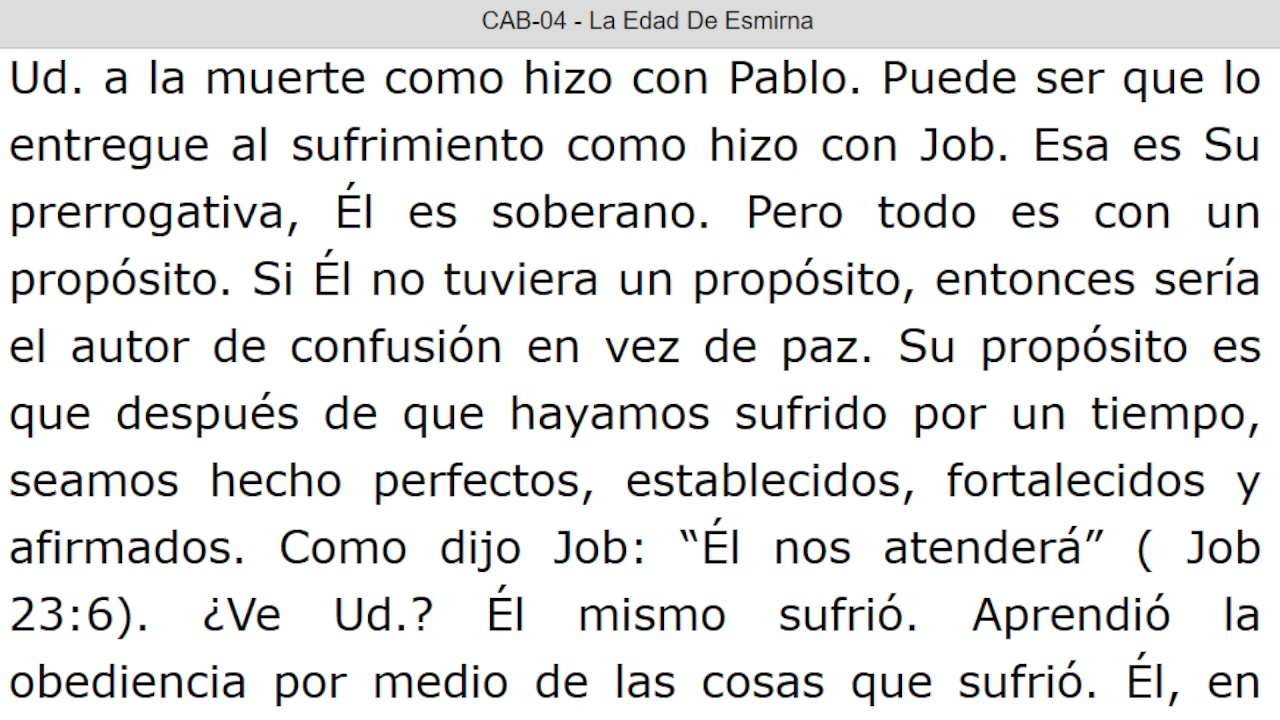 CAB-04 - La Edad De Esmirna
Ud. a la muerte como hizo con Pablo. Puede ser que lo
entregue al sufrimiento como hizo con Job. Esa es Su
prerrogativa, Él es soberano. Pero todo es con un
propósito. Si Él no tuviera un propósito, entonces sería
el autor de confusión en vez de paz. Su propósito es
que después de que hayamos sufrido por un tiempo,
seamos hecho perfectos, establecidos, fortalecidos y
afirmados. Como dijo Job: “Él nos atenderá” ( Job
23:6). ¿Ve Ud.? Él mismo sufrió. Aprendió la
obediencia por medio de las cosas que sufrió. Él, en